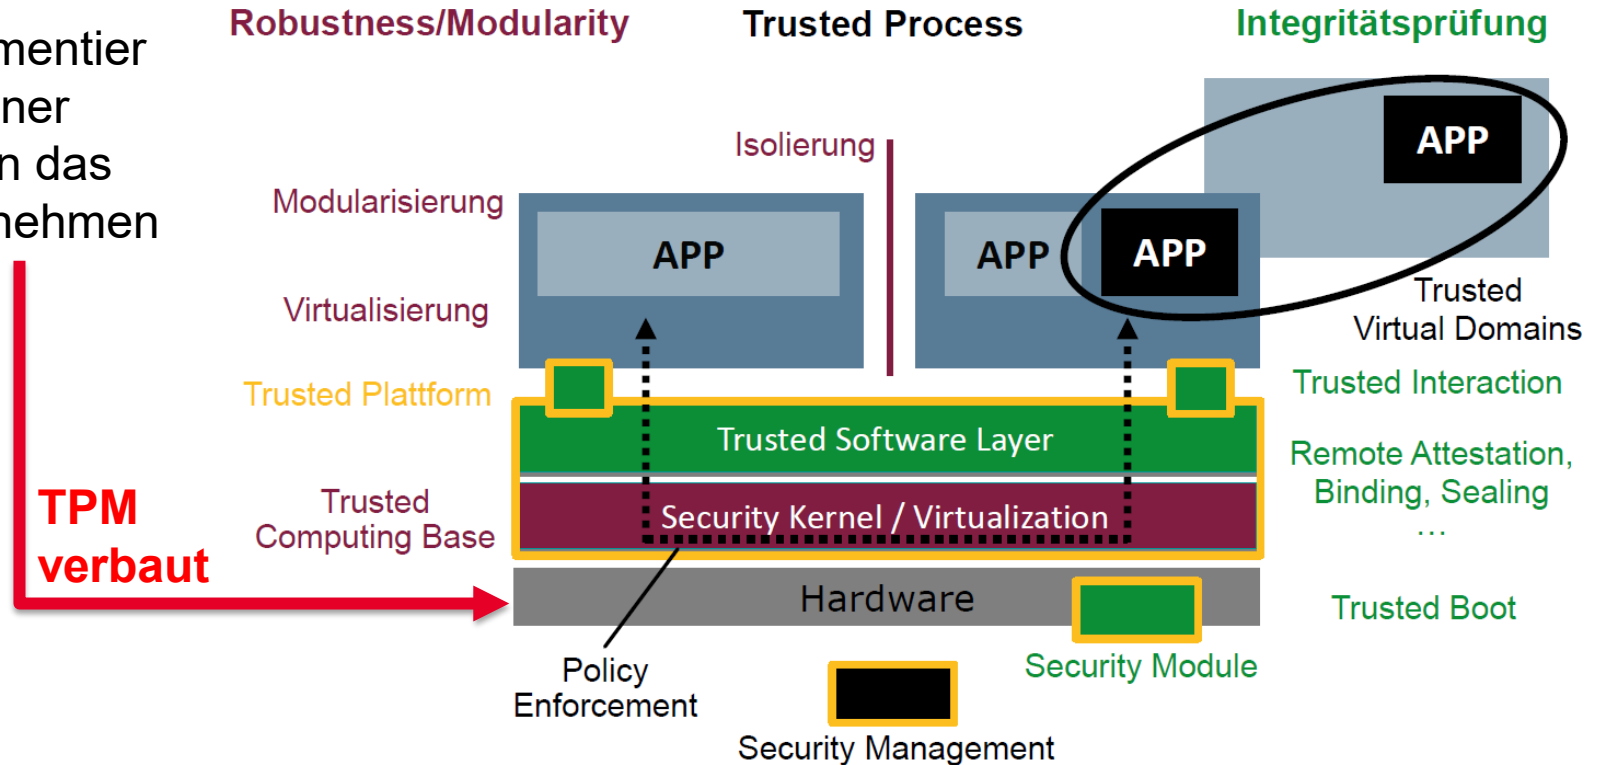 Robustness/Modularity
Trusted Process
Integritätsprüfung
mentier
ner
n das
nehmen
Isolierung
Modularisierung
Virtualisierung
Trusted Plattform
Trusted
Computing Base
TPM
verbaut
APP
APP
APP
APP
Trusted
Virtual Domains
Trusted Interaction
Remote Attestation,
Binding, Sealing
...
Trusted Boot
Trusted Software Layer
Security Kernel / Virtualization
Hardware
Policy
Enforcement
Security Module
Security Management